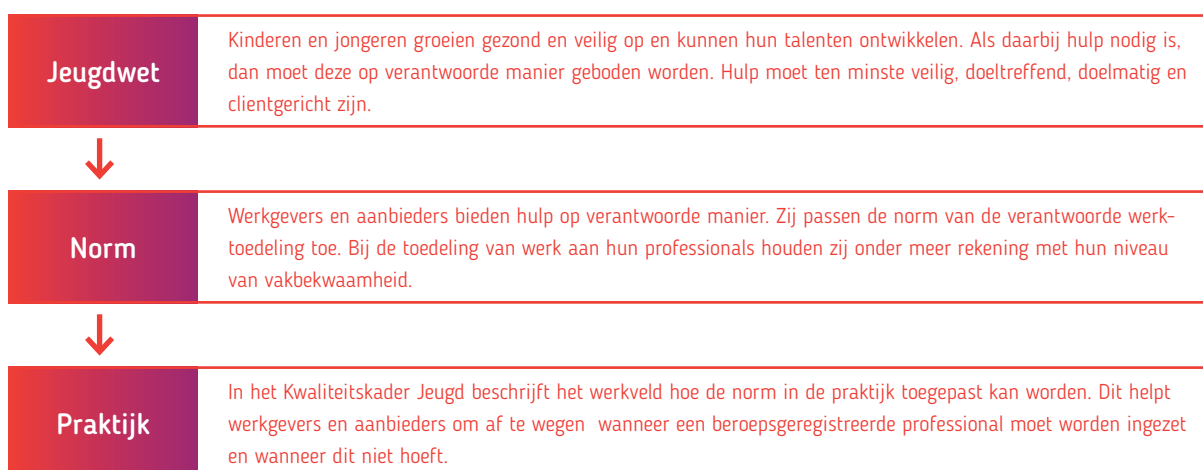 Jeugdwet
Kinderen en jongeren groeien gezond en veilig op en kunnen hun talenten ontwikkelen. Als daarbij hulp nodig is,
dan moet deze op verantwoorde manier geboden worden. Hulp moet ten minste veilig, doeltreffend, doelmatig en
clientgericht zijn.
Norm
Werkgevers en aanbieders bieden hulp op verantwoorde manier. Zij passen de norm van de verantwoorde werk-
toedeling toe. Bij de toedeling van werk aan hun professionals houden zij onder meer rekening met hun niveau
van vakbekwaamheid.
Praktijk
In het Kwaliteitskader Jeugd beschrijft het werkveld hoe de norm in de praktijk toegepast kan worden. Dit helpt
werkgevers en aanbieders om af te wegen wanneer een beroepsgeregistreerde professional moet worden ingezet
en wanneer dit niet hoeft.